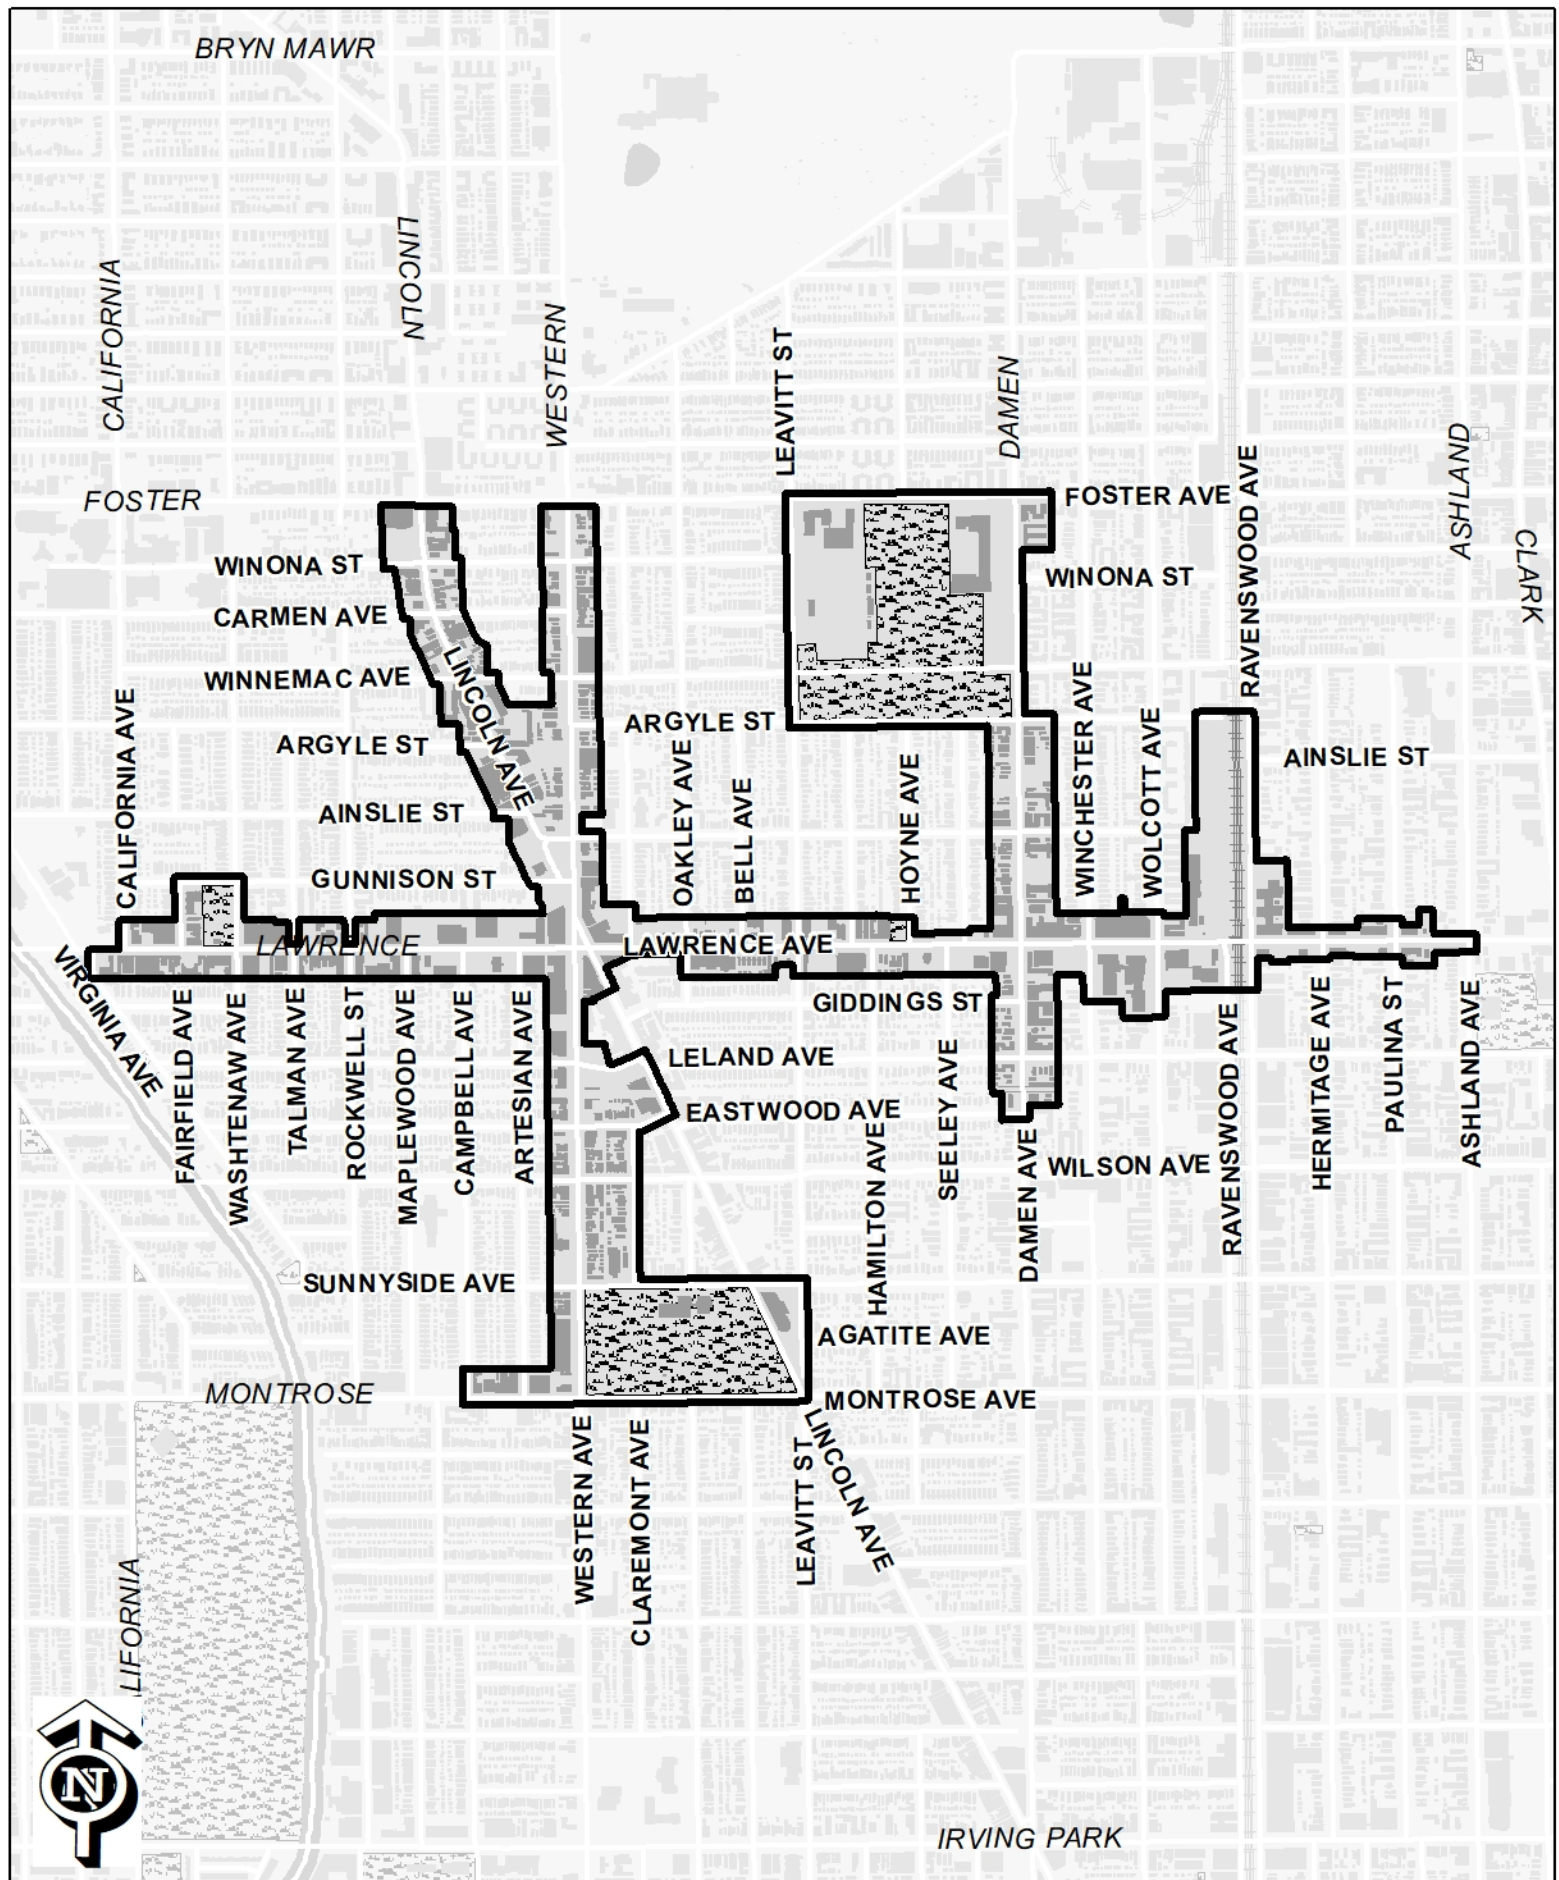 BRYN MAWR
LINCOLN
CALIFORNIA
WESTERN
LEAVITT ST
DAMEN
ASHLAND
CLARK
FOSTER
FOSTER AVE
RAVENSWOOD AVE
WINONA ST
WINONA ST
CARMEN AVE
WINNEMAC AVE
LINCOLN AVE
CALIFORNIA AVE
ARGYLE ST
ARGYLE ST
OAKLEY AVE
BELL AVE
HOYNE AVE
WINCHESTER AVE
WOLCOTT AVE
AINSLIE ST
AINSLIE ST
GUNNISON ST
LAWRENCE
LAWRENCE AVE
VIRGINIA AVE
FAIRFIELD AVE
WASHTENAW AVE
TALMAN AVE
ROCKWELL ST
MAPLEWOOD AVE
CAMPBELL AVE
ARTESIAN AVE
GIDDINGS ST
LELAND AVE
EASTWOOD AVE
HAMILTON AVE
SEELEY AVE
DAMEN AVE
WILSON AVE
RAVENSWOOD AVE
HERMITAGE AVE
PAULINA ST
ASHLAND AVE
SUNNYSIDE AVE
AGATITE AVE
MONTROSE
MONTROSE AVE
WESTERN AVE
CLAREMONT AVE
LEAVITT ST
LINCOLN AVE
LIFORNIA
N
IRVING PARK